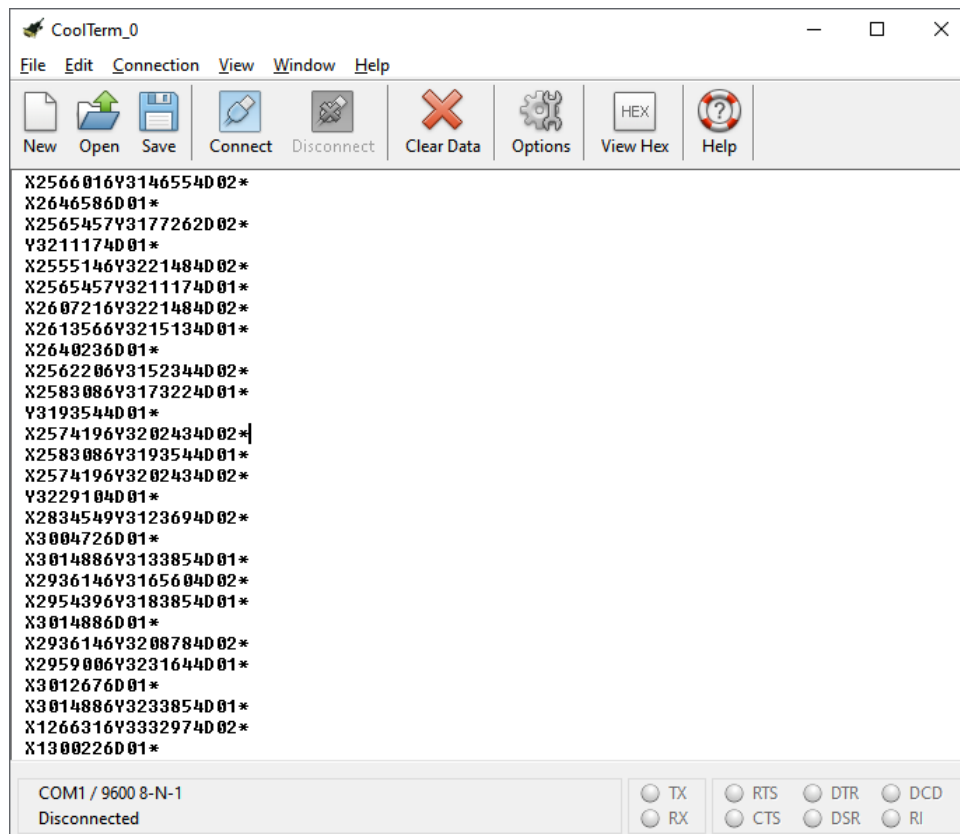 CoolTerm_0
File Edit Connection View Window Help
HEX
New Open Save Connect Disconnect Clear Data Options View Hex Help
X2566016Y3146554D02*
X2646586D01*
X2565457Y3177262D02*
Y3211174D01*
X2555146Y3221484D02*
X2565457Y3211174D01*
X2607216Y3221484D02*
X2613566Y3215134D01*
X2640236D01*
X2562206Y3152344D02*
X2583086Y3173224D01*
Y3193544D01*
X2574196Y3202434D02*
X2583086Y3193544D01*
X2574196Y3202434D02*
Y3229104D01*
X2834549Y3123694D02*
X3004726D01*
X3014886Y3133854D01*
X2936146Y3165604D02*
X2954396Y3183854D01*
X3014886D01*
X2936146Y3208784D02*
X2959006Y3231644D01*
X3012676D01*
X3014886Y3233854D01*
X1266316Y3332974D02*
X1300226D01*
COM1 / 9600 8-N-1 TX RTS DTR DCD
Disconnected RX CTS DSR RI